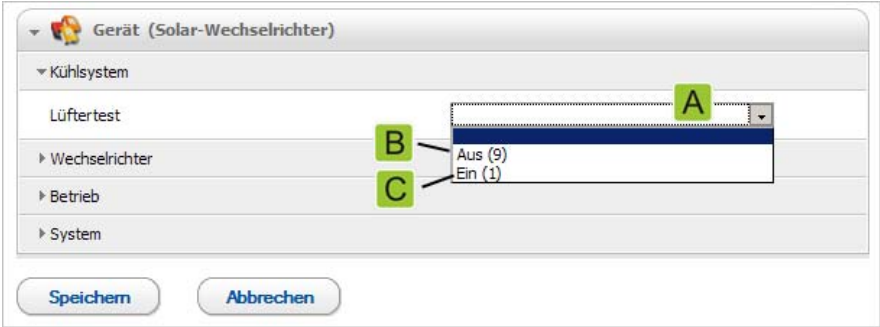 Gerät (Solar-Wechselrichter)
Kühlsystem
Lüftertest
A
B
Aus (9)
Wechselrichter
C
Ein (1)
Betrieb
System
Speichern
Abbrechen